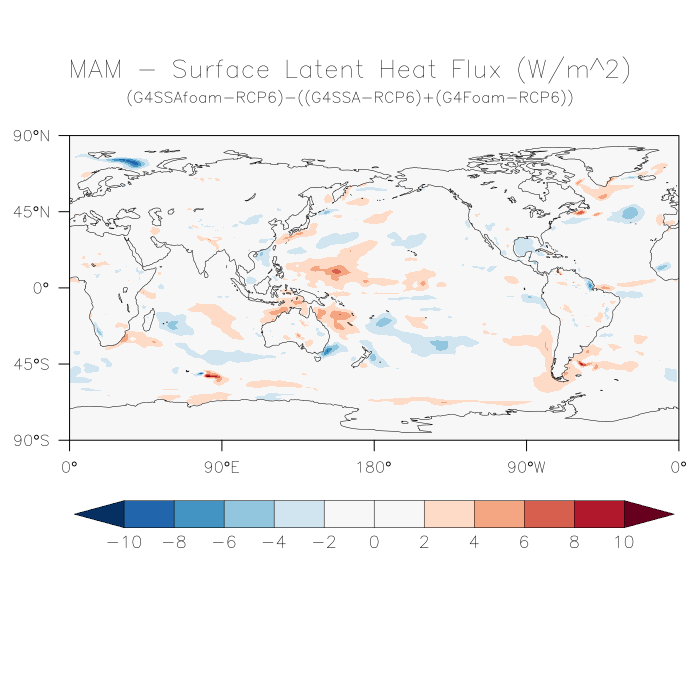 MAM − Surface Latent Heat Flux (W/m^2)
(G4SSAfoam−RCP6)−((G4SSA−RCP6)+(G4Foam−RCP6))
90°N
45°N
0°
45°S
90°S
0° 90°E 180° 90°W 0°
−10 −8 −6 −4 −2 0 2 4 6 8 10